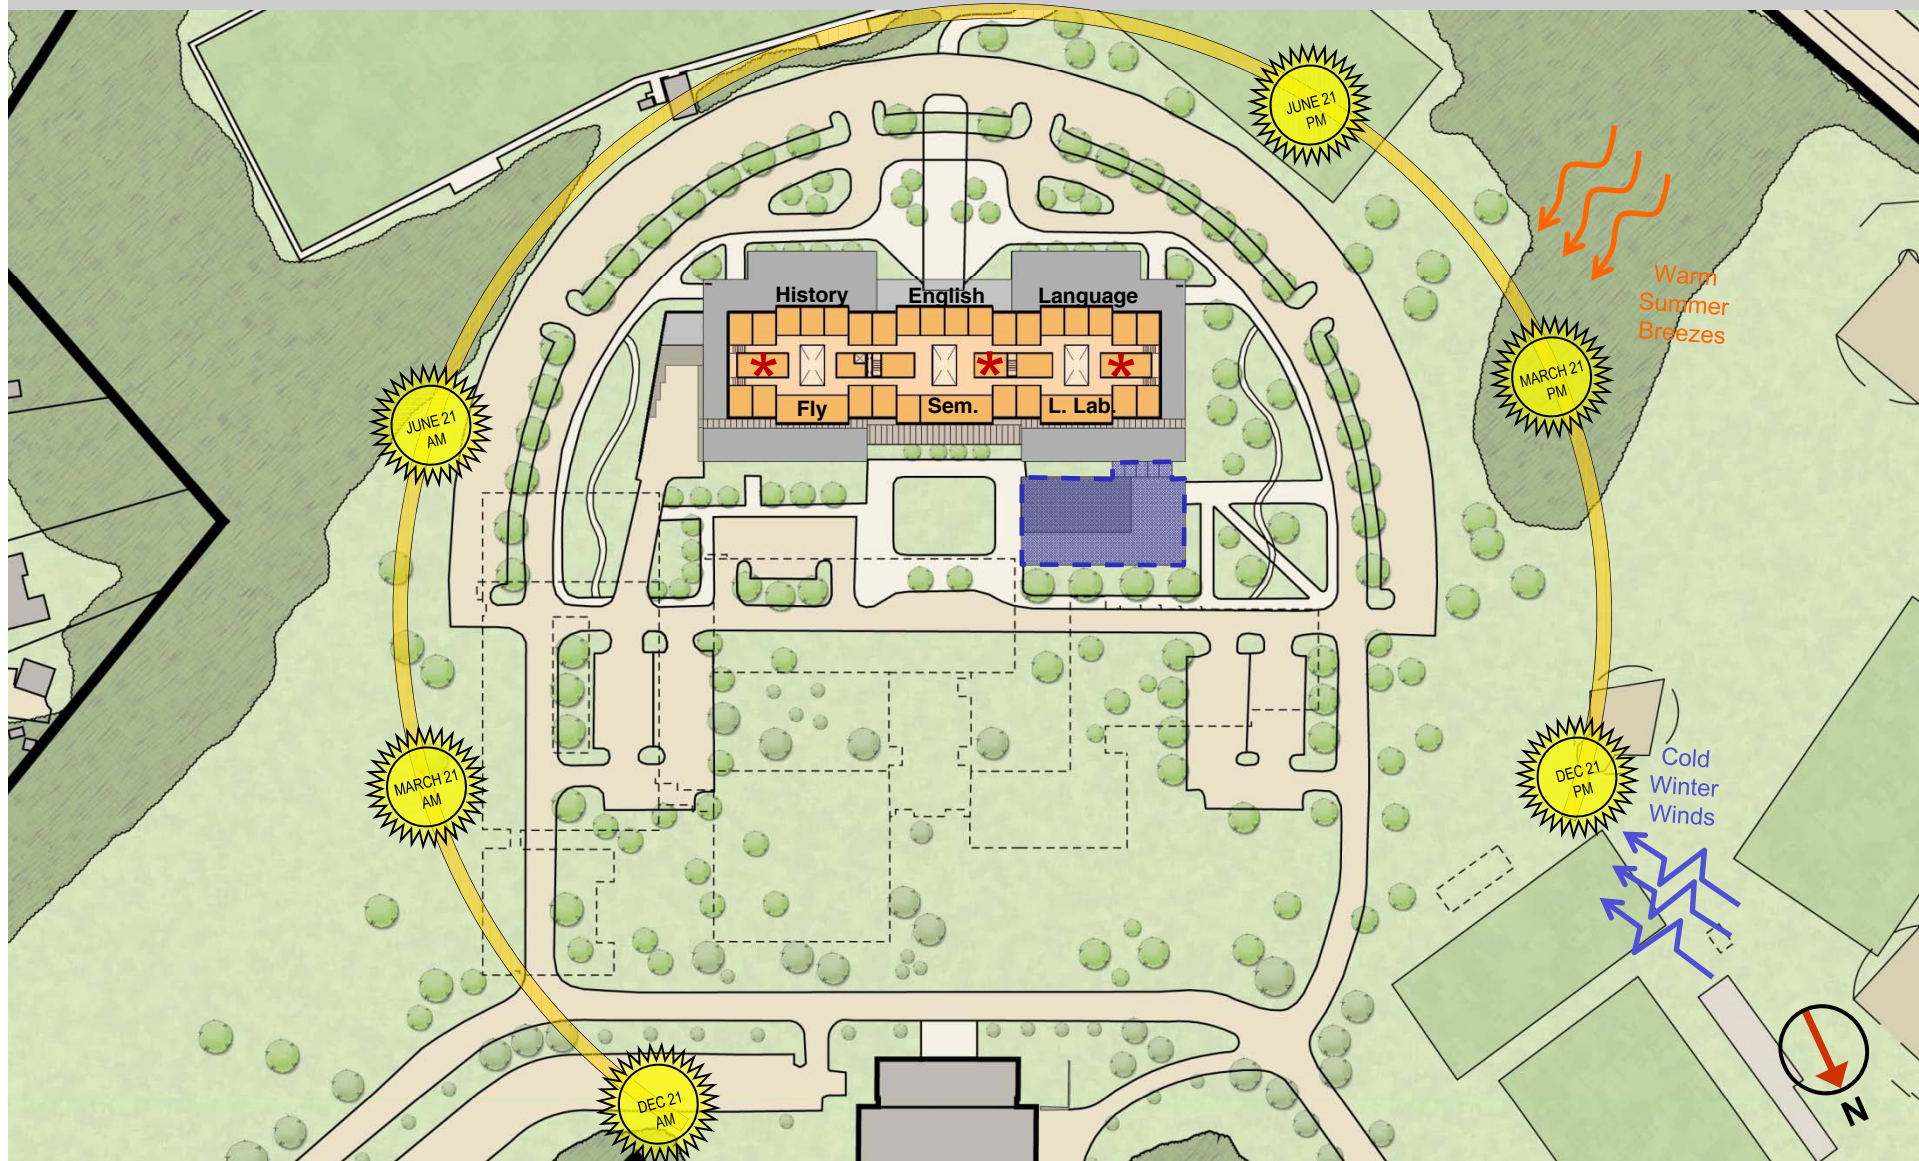 JUNE 21
PM
Warm
Summer
Breezes
History
English
Language
*
*
*
Fly
Sem.
L. Lab.
MARCH 21
PM
JUNE 21
AM
MARCH 21
AM
DEC 21
PM
Cold
Winter
Winds
DEC 21
AM
N